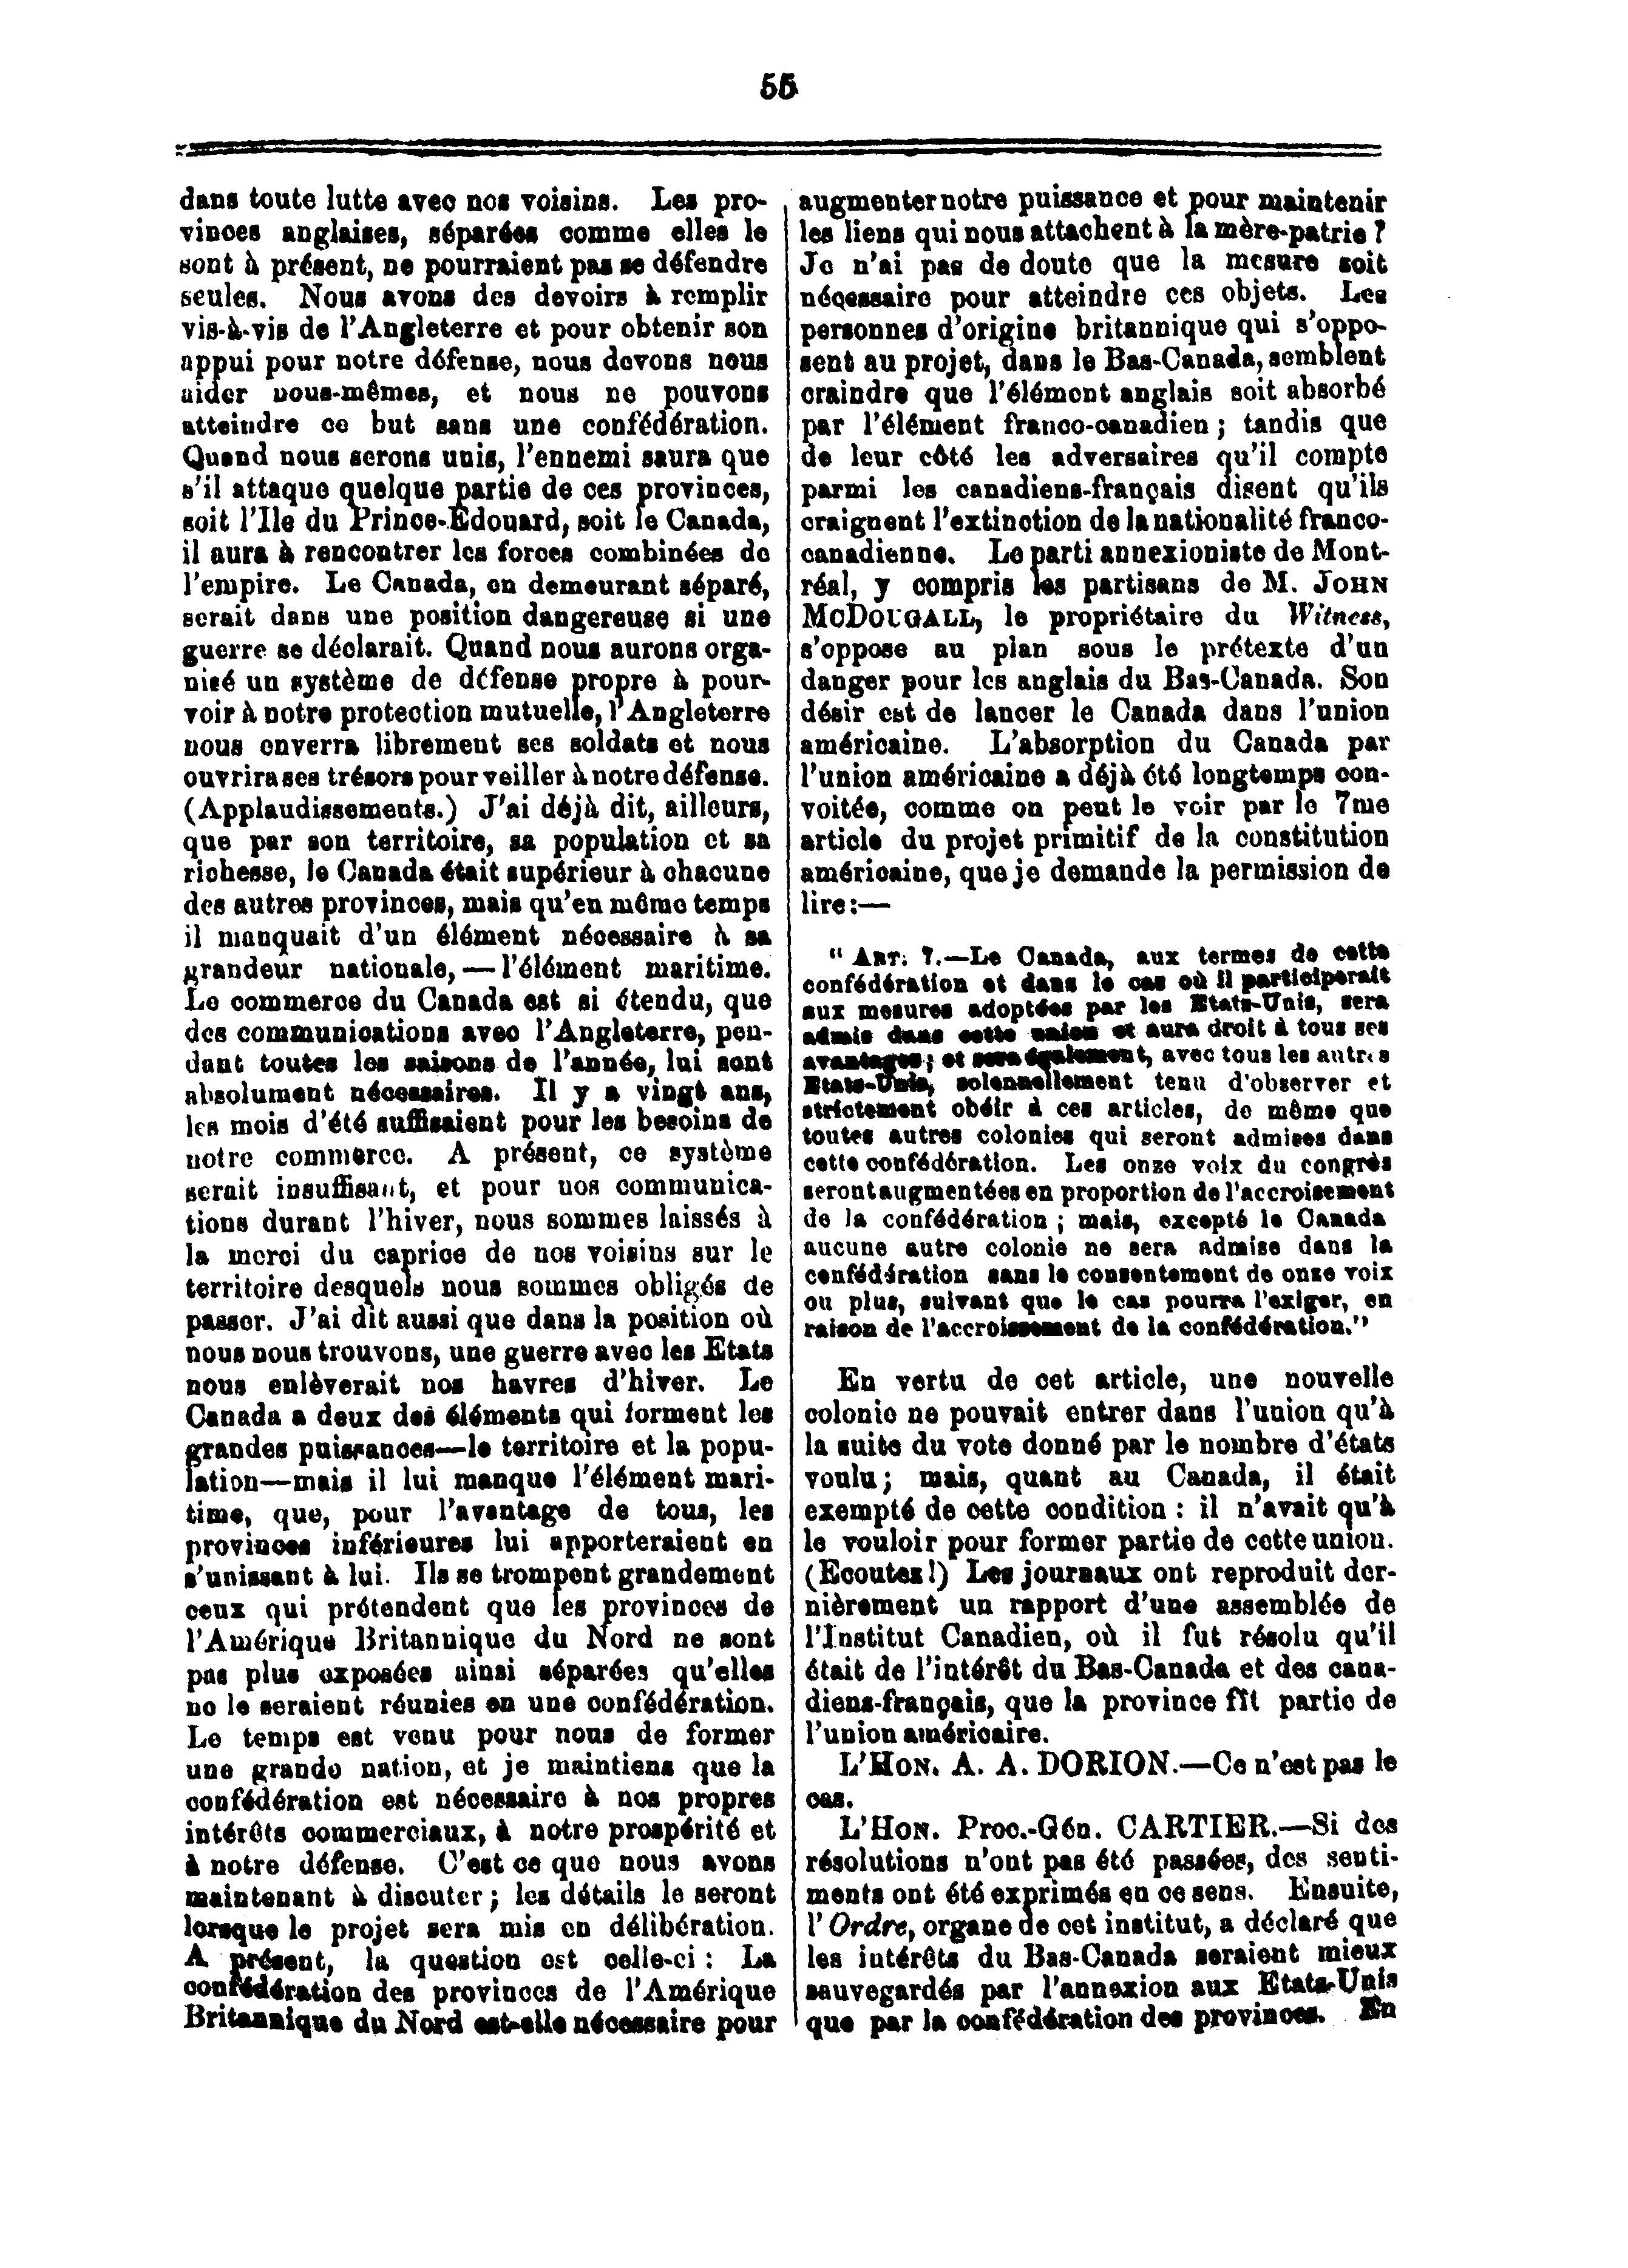 55
dans toute lutte avec nos voisins. Les pro-
vinces anglaises, séparées comme elles le
sont à présent, ne pourraient pas se défendre
seules. Nous avons des devoirs à remplir
vis-à-vis de l'Angleterre et pour obtenir son
appui pour notre défense, nous devons nous
aider nous-mêmes, et nous ne pouvons
atteindre ce but sans une confédération.
Quand nous serons unis, l'ennemi saura que
s'il attaque quelque partie de ces provinces,
soit l'Ile du Prince-Edouard, soit le Canada,
il aura à rencontrer les forces combinées de
l'empire. Le Canada, en demeurant séparé,
serait dans une position dangereuse si une
guerre se déclarait. Quand nous aurons orga-
nisé un système de défense propre à pour-
voir à notre protection mutuelle, l'Angleterre
nous enverra librement ses soldats et nous
ouvrira ses trésors pour veiller à notre défense.
(Applaudissements.) J'ai déjà dit, ailleurs,
que par son territoire, sa population et sa
richesse, le Canada était supérieur à chacune
des autres provinces, mais qu'en même temps
il manquait d'un élément nécessaire à sa
grandeur nationale,—l'élément maritime.
Le commerce du Canada est si étendu, que
des communications avec l'Angleterre, pen-
dant toutes les saisons de l'année, lui sont
absolument nécessaires. Il y a vingt ans,
les mois d'été suffisaient pour les besoins de
notre commerce. A présent, ce système
serait insuffisant, et pour nos communica-
tions durant l'hiver, nous sommes laissés à
la merci du caprice de nos voisins sur le
territoire desquels nous sommes obligés de
passer. J'ai dit aussi que dans la position où
nous nous trouvons, une guerre avec les Etats
nous enlèverait nos havres d'hiver. Le
Canada a deux des éléments qui forment les
grandes puissances—le territoire et la popu-
lation—mais il lui manque l'élément mari-
time, que, pour l'avantage de tous, les
provinces inférieures lui apporteraient en
s'unissant à lui. Ils se trompent grandement
ceux qui prétendent que les provinces de
l'Amérique Britannique du Nord ne sont
pas plus exposées ainsi séparées qu'elles
ne le seraient réunies en une confédération.
Le temps est venu pour nous de former
une grande nation, et je maintiens que la
confédération est nécessaire à nos propres
intérêts commerciaux, à notre prospérité et
à notre défense. C'est ce que nous avons
maintenant à discuter; les détails le seront
lorsque le projet sera mis en délibération.
A présent, la question est celle-ci: La
confédération des provinces de l'Amérique
Britannique du Nord est-elle nécessaire pour
augmenter notre puissance et pour maintenir
les liens qui nous attachent à la mère-patrie?
Je n'ai pas de doute que la mesure soit
nécessaire pour atteindre ces objets. Les
personnes d'origine britannique qui s'oppo-
sent au projet, dans le Bas-Canada, semblent
craindre que l'élément anglais soit absorbé
par l'élément franco-canadien; tandis que
de leur côté les adversaires qu'il compte
parmi les canadiens-français disent qu'ils
craignent l'extinction de la nationalité franco-
canadienne. Le parti annexioniste de Mont-
réal, y compris les partisans de M. JOHN
MCDOUGALL, le propriétaire du Witness,
s'oppose au plan sous le prétexte d'un
danger pour les anglais du Bas-Canada. Son
désir est de lancer le Canada dans l'union
américaine. L'absorption du Canada par
l'union américaine a déjà été longtemps con-
voitée, comme on peut le voir par le 7me
article du projet primitif de la constitution
américaine, que je demande la permission de
lire:—
“ ART. 7.—Le Canada, aux termes de cette
confédération et dans le cas où il participerait
aux mesures adoptées par les Etats-Unis, sera
admis dans cette union et aura droit à tous ses
avantages; et sera également, avec tous les autres
Etats-Unis, solennellement tenu d'observer et
strictement obéir à ces articles, de même que
toutes autres colonies qui seront admises dans
cette confédération. Les onze voix du congrès
seront augmentées en proportion de l'accroisement
de la confédération; mais, excepté le Canada
aucune autre colonie ne sera admise dans la
confédération sans le consentement de onze voix
ou plus, suivant que le cas pourra l'exiger, en
raison de l'accroissement de la confédération.”
En vertu de cet article, une nouvelle
colonie ne pouvait entrer dans l'union qu'à
la suite du vote donné par le nombre d'états
voulu; mais, quant au Canada, il était
exempté de cette condition: il n'avait qu'à
le vouloir pour former partie de cette union.
(Ecoutez!) Les journaux ont reproduit der-
nièrement un rapport d'une assemblée de
l'Institut Canadien, où il fut résolu qu'il
était de l'intérêt du Bas-Canada et des cana-
diens-français, que la province fît partie de
l'union américaire.
L'HON. A. A. DORION.—Ce n'est pas le
cas.
L'HON. Proc.-Gén. CARTIER.—Si des
résolutions n'ont pas été passées, des senti-
ments ont été exprimés en ce sens. Ensuite,
l'Ordre, organe de cet institut, a déclaré que
les intérêts du Bas-Canada seraient mieux
sauvegardés par l'annexion aux Etats-Unis
que par la confédération des provinces. En